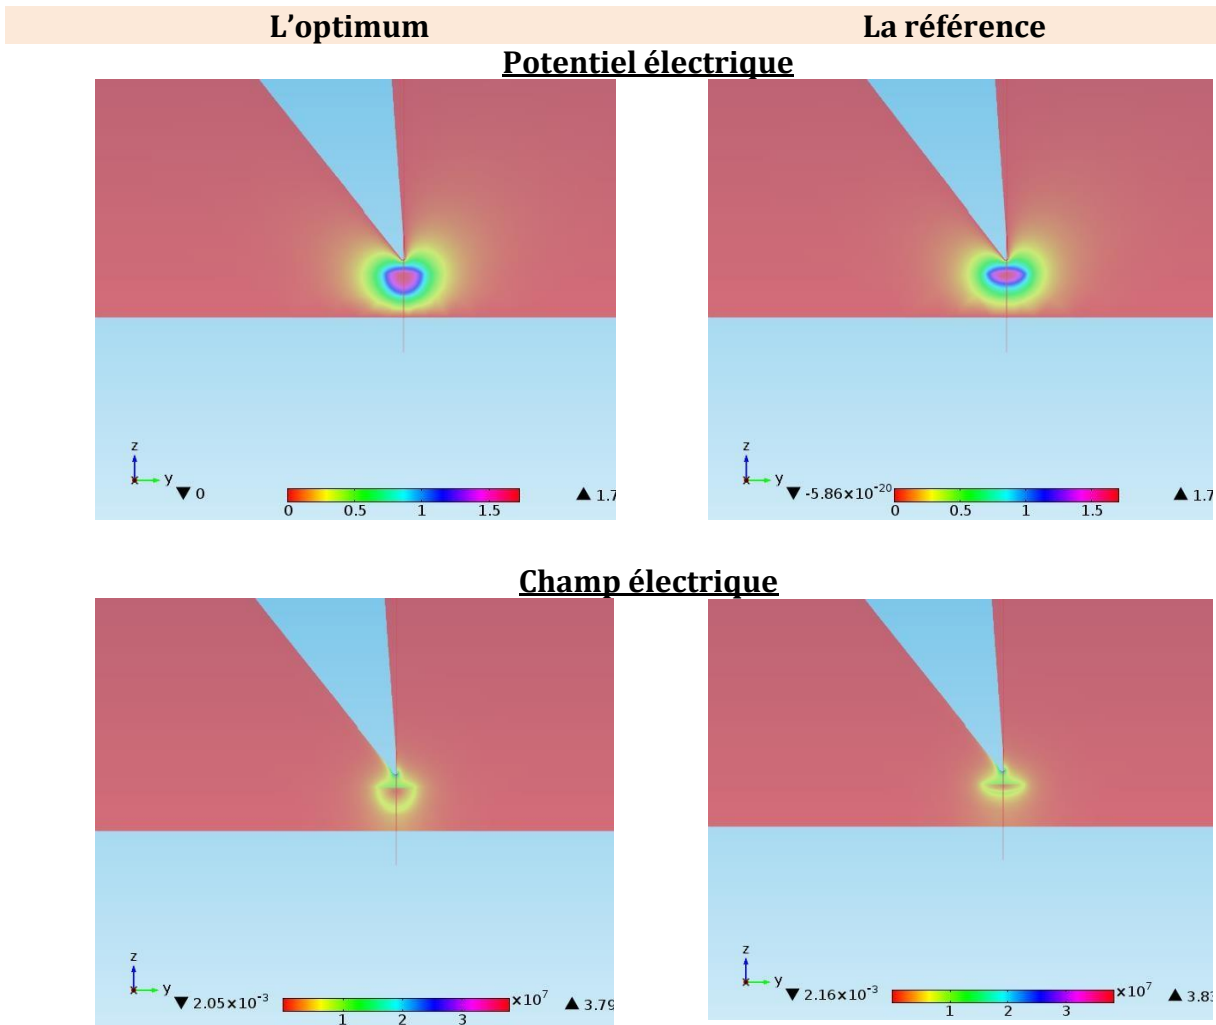 L'optimum La référence
Potentiel électrique
z z
y y
▼ 0 ▲ 1.7 ▼ -5.86×10⁻²⁰ ▲ 1.7
0 0.5 1 1.5 0 0.5 1 1.5
Champ électrique
z z
y y
▼ 2.05×10⁻³ ×10⁷ ▲ 3.79 ▼ 2.16×10⁻³ ×10⁷ ▲ 3.83
1 2 3 1 2 3